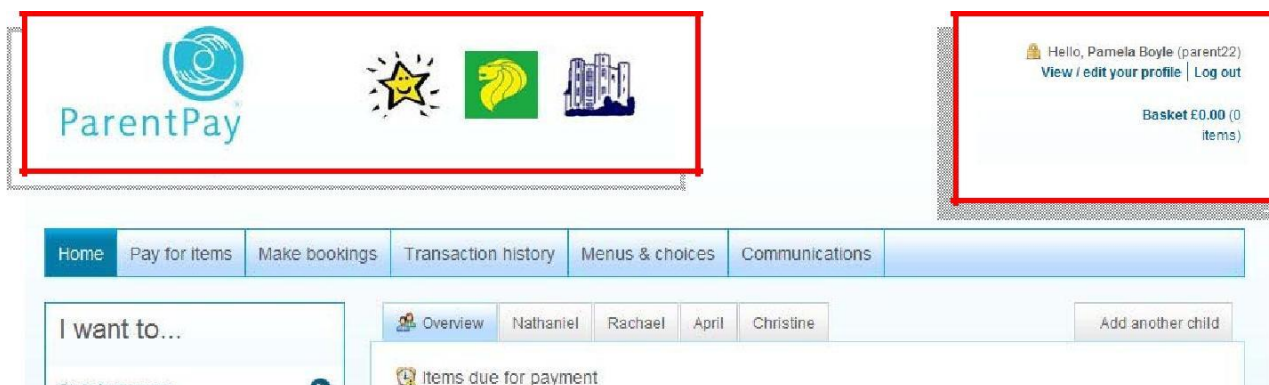 ParentPay
Hello, Pamela Boyle (parent22)
View / edit your profile | Log out
Basket £0.00 (0
items)
Home Pay for items Make bookings Transaction history Menus & choices Communications
I want to...
Overview Nathaniel Rachael April Christine Add another child
Items due for payment